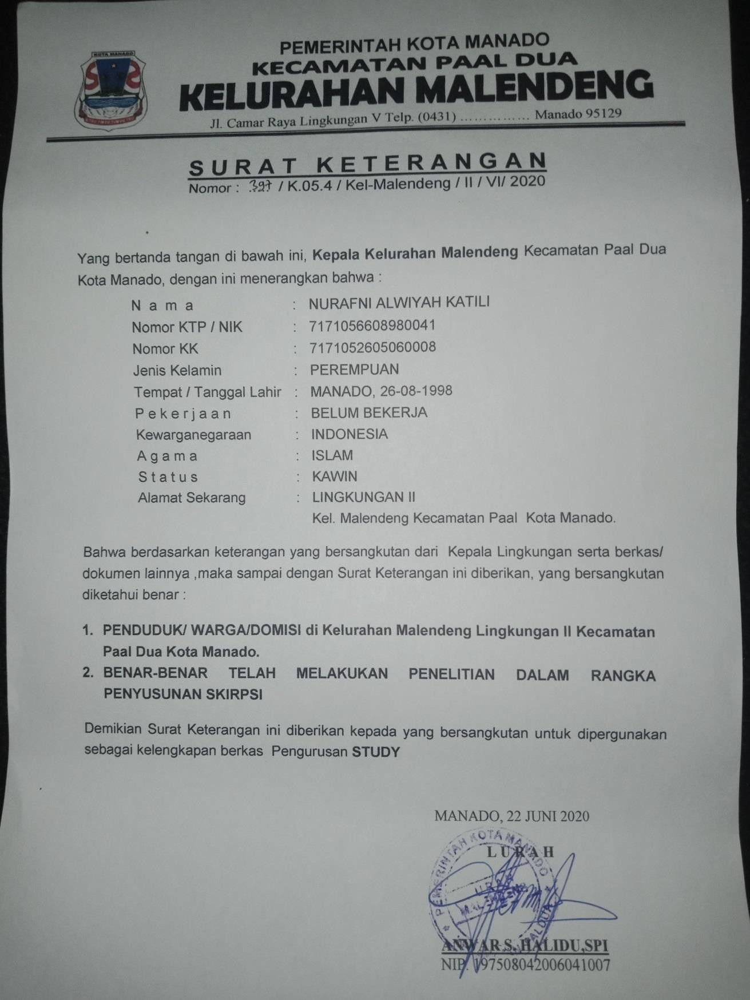 KOTA MANADO
PEMERINTAH KOTA MANADO
KECAMATAN PAAL DUA
KELURAHAN MALENDENG
Jl. Camar Raya Lingkungan V Telp. (0431) ............... Manado 95129
SURAT KETERANGAN
Nomor : 397 / K.05.4 / Kel-Malendeng / II / VI/ 2020
Yang bertanda tangan di bawah ini, Kepala Kelurahan Malendeng Kecamatan Paal Dua
Kota Manado, dengan ini menerangkan bahwa :
N a m a : NURAFNI ALWIYAH KATILI
Nomor KTP / NIK : 7171056608980041
Nomor KK : 7171052605060008
Jenis Kelamin : PEREMPUAN
Tempat / Tanggal Lahir : MANADO, 26-08-1998
P e k e r j a a n : BELUM BEKERJA
Kewarganegaraan : INDONESIA
A g a m a : ISLAM
S t a t u s : KAWIN
Alamat Sekarang : LINGKUNGAN II
Kel. Malendeng Kecamatan Paal Kota Manado.
Bahwa berdasarkan keterangan yang bersangkutan dari Kepala Lingkungan serta berkas/
dokumen lainnya ,maka sampai dengan Surat Keterangan ini diberikan, yang bersangkutan
diketahui benar :
1. PENDUDUK/ WARGA/DOMISI di Kelurahan Malendeng Lingkungan II Kecamatan
Paal Dua Kota Manado.
2. BENAR-BENAR TELAH MELAKUKAN PENELITIAN DALAM RANGKA
PENYUSUNAN SKIRPSI
Demikian Surat Keterangan ini diberikan kepada yang bersangkutan untuk dipergunakan
sebagai kelengkapan berkas Pengurusan STUDY
MANADO, 22 JUNI 2020
L U R A H
PEMERINTAH KOTA MANADO
LURAH
MALENDENG
ANWAR S. HALIDU,SPI
NIP. 197508042006041007